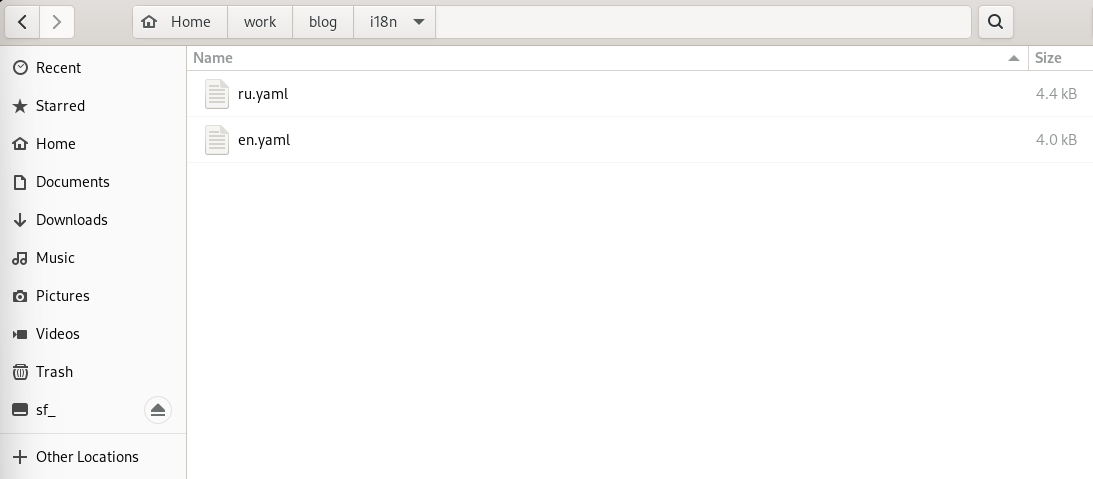 Home work blog i18n
Name Size
Recent
Starred
Home
Documents
Downloads
Music
Pictures
Videos
Trash
sf_
Other Locations
ru.yaml 4.4 kB
en.yaml 4.0 kB